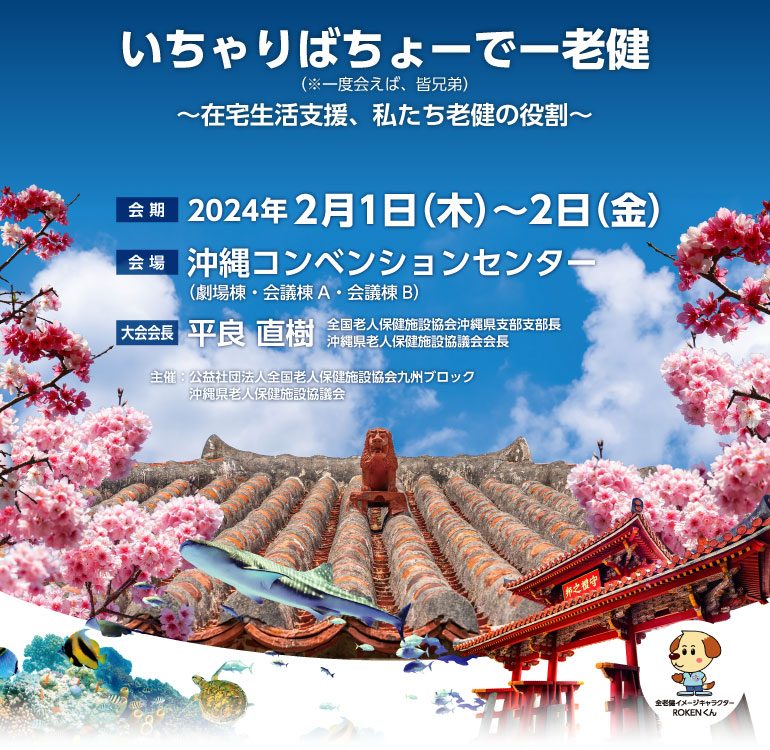 いちゃりばちょーでー老健
（※一度会えば、皆兄弟）
～在宅生活支援、私たち老健の役割～
会期 2024年 2月1日(木)～2日(金)
会場 沖縄コンベンションセンター
（劇場棟・会議棟 A・会議棟 B）
大会会長 平良 直樹 全国老人保健施設協会沖縄県支部支部長
沖縄県老人保健施設協議会会長
主催：公益社団法人全国老人保健施設協会九州ブロック
沖縄県老人保健施設協議会
守禮之邦
全老健イメージキャラクター
ROKENくん